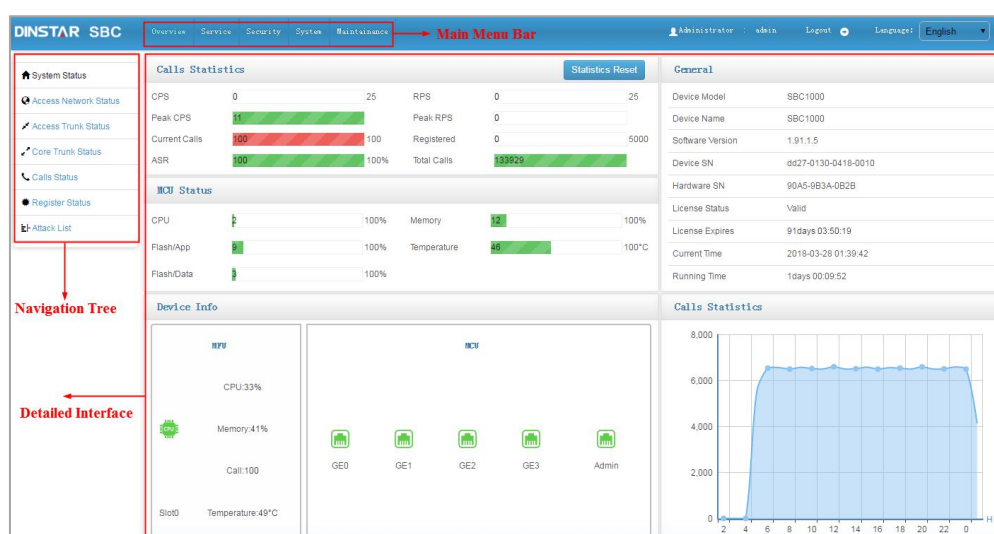 DINSTAR SBC
Overview Service Security System Maintainance
Main Menu Bar
Administrator : admin Logout Language: English
System Status
Access Network Status
Access Trunk Status
Core Trunk Status
Calls Status
Register Status
Attack List
Navigation Tree
Detailed Interface
Calls Statistics Statistics Reset
CPS 0 25 RPS 0 25
Peak CPS 11 Peak RPS 0
Current Calls 100 100 Registered 0 5000
ASR 100 100% Total Calls 133929
MCU Status
CPU 2 100% Memory 12 100%
Flash/App 9 100% Temperature 46 100°C
Flash/Data 3 100%
Device Info
MFU
CPU:33%
CPU
Memory:41%
Call:100
Slot0 Temperature:49°C
MCU
GE0 GE1 GE2 GE3 Admin
General
Device Model SBC1000
Device Name SBC1000
Software Version 1.91.1.5
Device SN dd27-0130-0418-0010
Hardware SN 90A5-9B3A-0B2B
License Status Valid
License Expires 91days 03:50:19
Current Time 2018-03-28 01:39:42
Running Time 1days 00:09:52
Calls Statistics
8,000
6,000
4,000
2,000
0
2 4 6 8 10 12 14 16 18 20 22 0 H